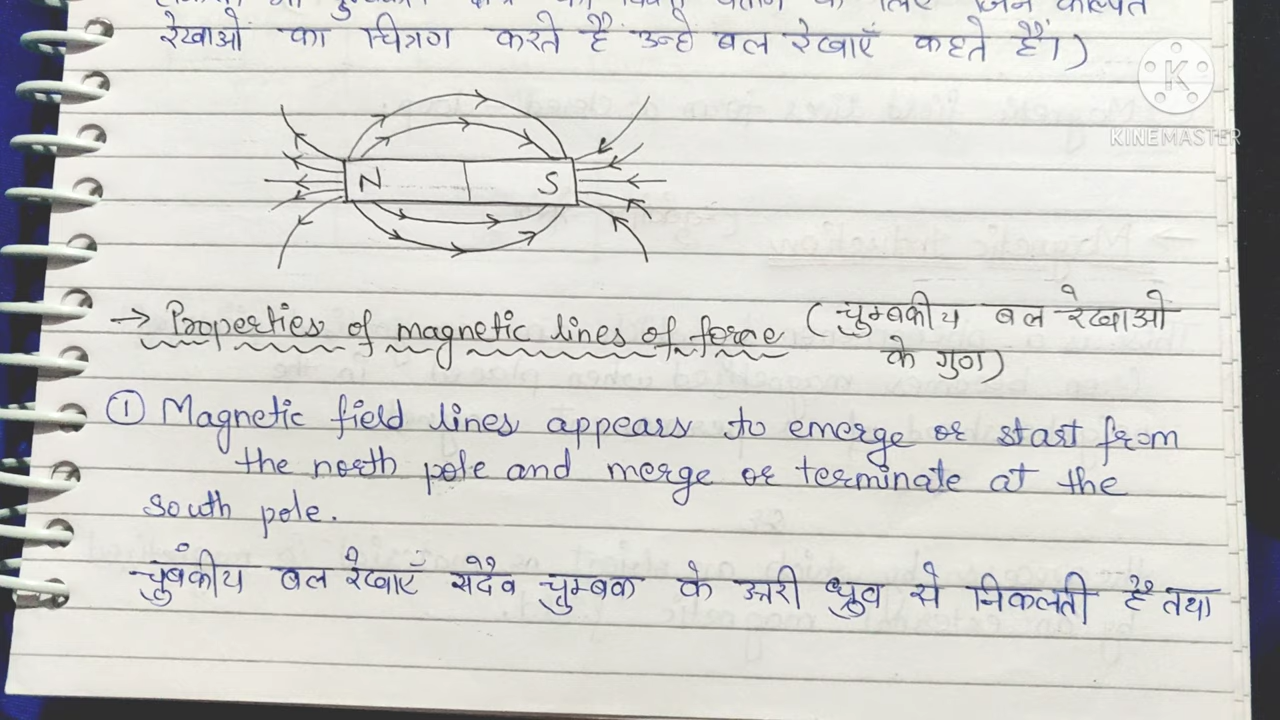 रेखाओ का चित्रण करते हैं उन्हे बल रेखाएँ कहते हैं।)
K
KINEMASTER
N S
→ Properties of magnetic lines of force (चुम्बकीय बल रेखाओ
के गुण)
① Magnetic field lines appears to emerge or start from
the north pole and merge or terminate at the
south pole.
चुबंकीय बल रेखाएँ सदैव चुम्बक के उत्तरी ध्रुव से निकलती है तथा